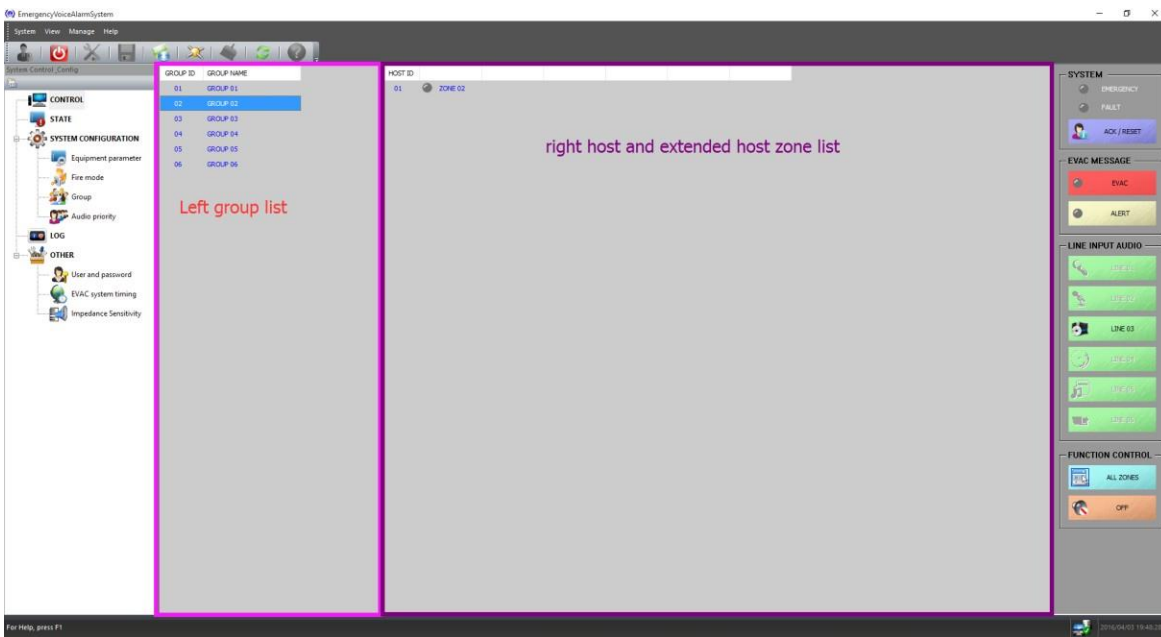 EmergencyVoiceAlarmSystem
System View Manage Help
System Control_Config
CONTROL
STATE
SYSTEM CONFIGURATION
Equipment parameter
Fire mode
Group
Audio priority
LOG
OTHER
User and password
EVAC system timing
Impedance Sensitivity
GROUP ID GROUP NAME
01 GROUP 01
02 GROUP 02
03 GROUP 03
04 GROUP 04
05 GROUP 05
06 GROUP 06
Left group list
HOST ID
01 ZONE 02
right host and extended host zone list
SYSTEM
EMERGENCY
FAULT
ACK / RESET
EVAC MESSAGE
EVAC
ALERT
LINE INPUT AUDIO
LINE 01
LINE 03
LINE 04
FUNCTION CONTROL
ALL ZONES
OFF
For Help, press F1